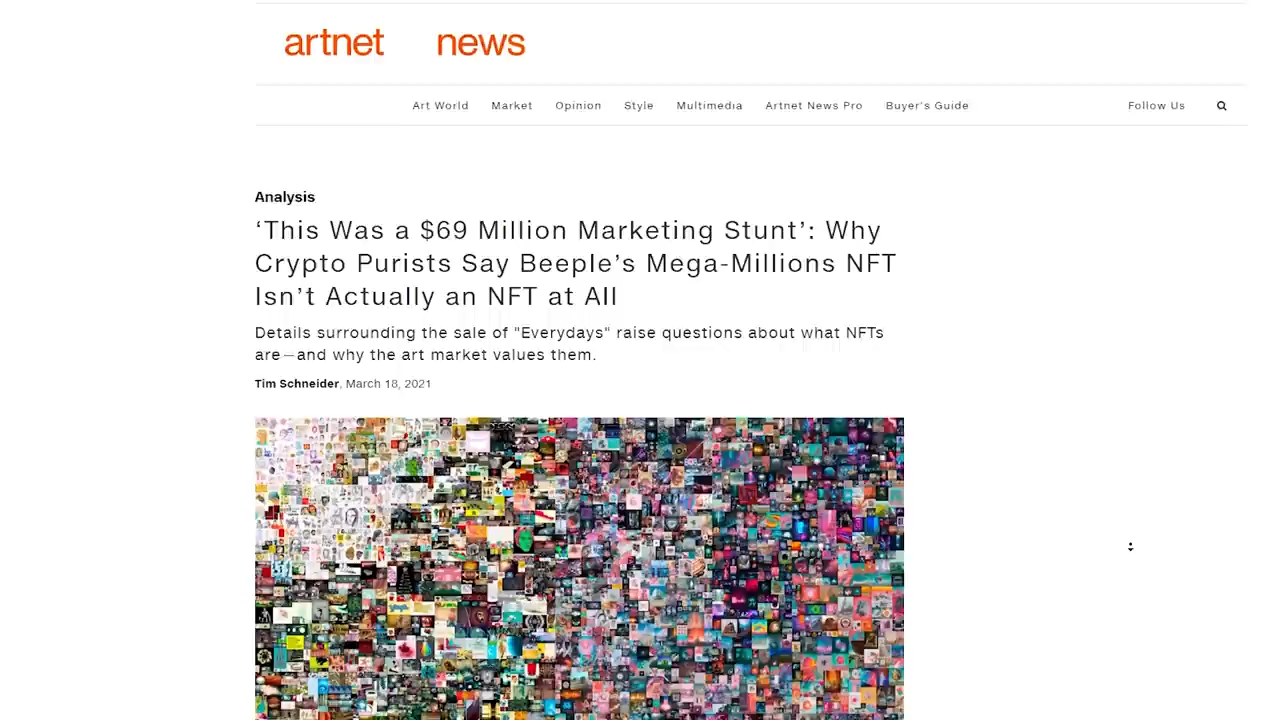 artnet news
Art World Market Opinion Style Multimedia Artnet News Pro Buyer's Guide Follow Us
Analysis
‘This Was a $69 Million Marketing Stunt’: Why
Crypto Purists Say Beeple’s Mega-Millions NFT
Isn’t Actually an NFT at All
Details surrounding the sale of "Everydays" raise questions about what NFTs
are—and why the art market values them.
Tim Schneider, March 18, 2021